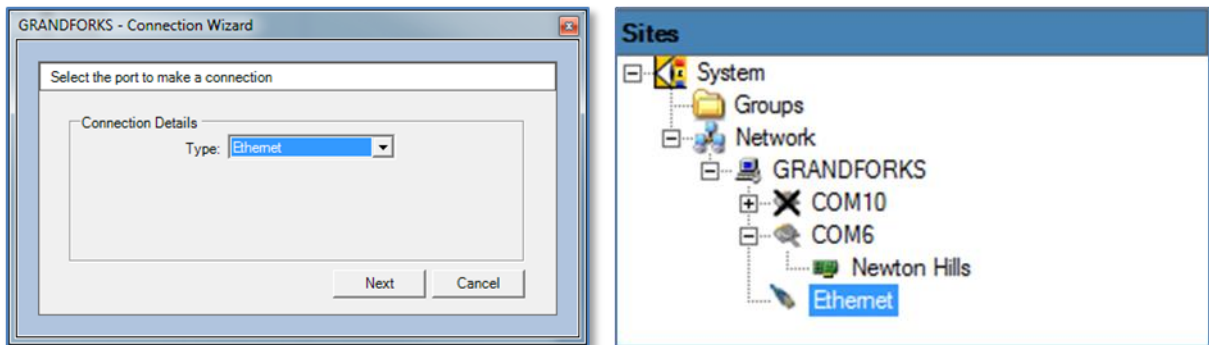 GRANDFORKS - Connection Wizard
Select the port to make a connection
Connection Details
Type: Ethernet
Next Cancel
Sites
System
Groups
Network
GRANDFORKS
COM10
COM6
Newton Hills
Ethernet